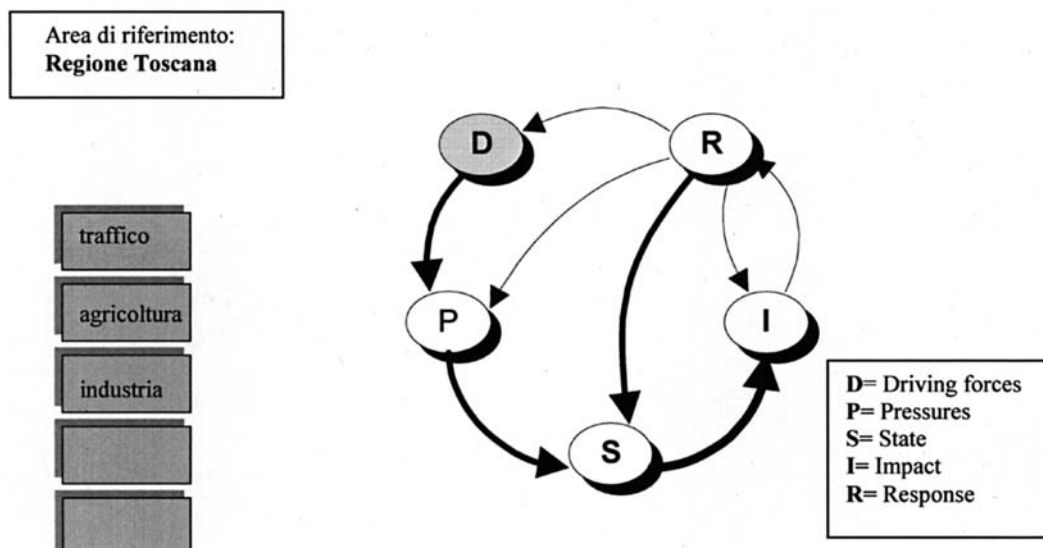 Area di riferimento:
Regione Toscana
D
R
traffico
agricoltura
P
I
industria
S
D= Driving forces
P= Pressures
S= State
I= Impact
R= Response